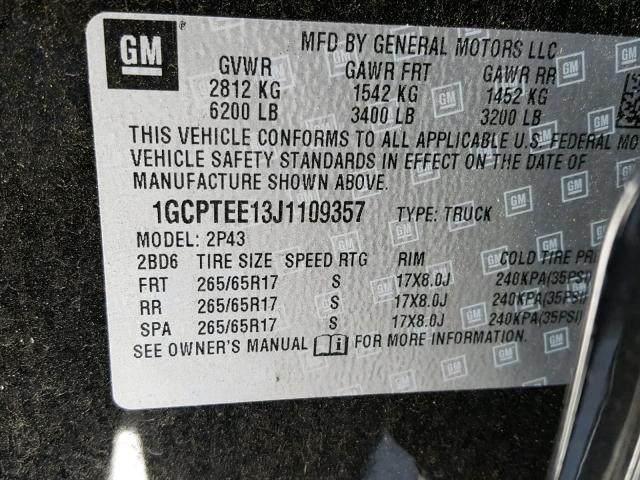 GM
MFD BY GENERAL MOTORS LLC
GVWR GAWR FRT GAWR RR
2812 KG 1542 KG 1452 KG
6200 LB 3400 LB 3200 LB
THIS VEHICLE CONFORMS TO ALL APPLICABLE U.S. FEDERAL MO
VEHICLE SAFETY STANDARDS IN EFFECT ON THE DATE OF
MANUFACTURE SHOWN ABOVE.
1GCPTEE13J1109357 TYPE: TRUCK
MODEL: 2P43
2BD6 TIRE SIZE SPEED RTG RIM COLD TIRE PR
FRT 265/65R17 S 17X8.0J 240KPA(35PSI)
RR 265/65R17 S 17X8.0J 240KPA(35PSI)
SPA 265/65R17 S 17X8.0J 240KPA(35PSI)
SEE OWNER'S MANUAL FOR MORE INFORMATION.